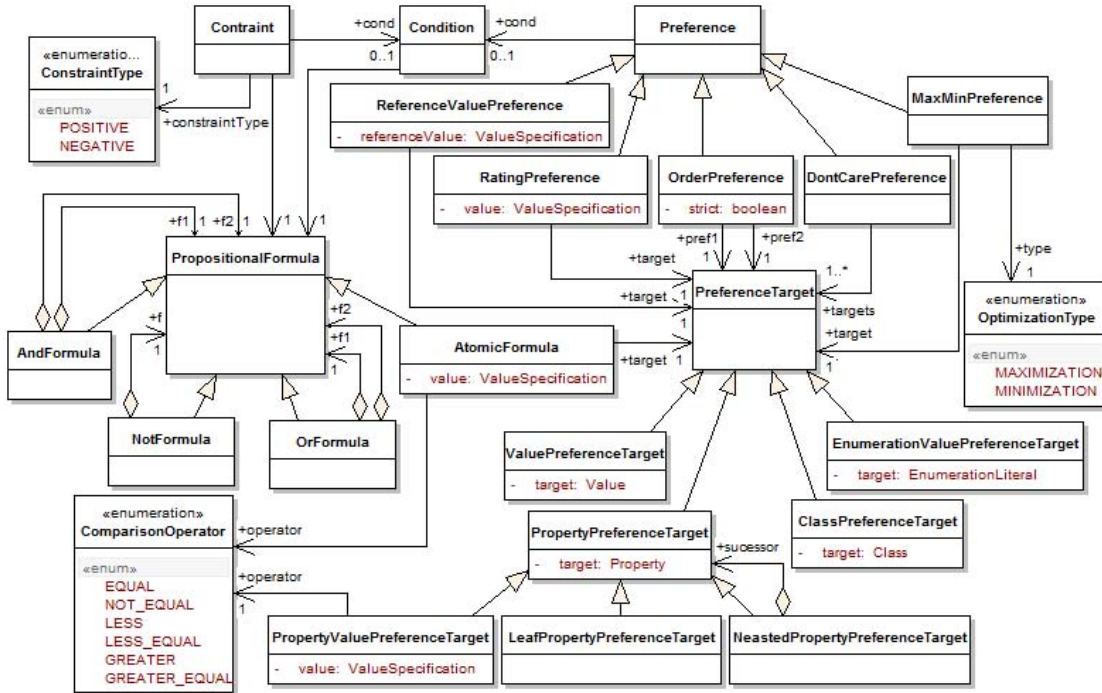 Contraint
+cond
0..1
Condition
+cond
0..1
Preference
«enumeratio...
ConstraintType
«enum»
POSITIVE
NEGATIVE
1
+constraintType
ReferenceValuePreference
- referenceValue: ValueSpecification
MaxMinPreference
RatingPreference
- value: ValueSpecification
OrderPreference
- strict: boolean
DontCarePreference
+f1 1 +f2 1
1
1
PropositionalFormula
+pref1
1
+pref2
1
+target
1
+target
1
PreferenceTarget
1..*
+targets
+target
1
+type
1
«enumeration»
OptimizationType
«enum»
MAXIMIZATION
MINIMIZATION
AndFormula
+f
1
+f2
1
+f1
1
AtomicFormula
- value: ValueSpecification
+target
1
NotFormula
OrFormula
ValuePreferenceTarget
- target: Value
EnumerationValuePreferenceTarget
- target: EnumerationLiteral
«enumeration»
ComparisonOperator
«enum»
EQUAL
NOT_EQUAL
LESS
LESS_EQUAL
GREATER
GREATER_EQUAL
+operator
+operator
1
PropertyPreferenceTarget
- target: Property
+sucessor
ClassPreferenceTarget
- target: Class
PropertyValuePreferenceTarget
- value: ValueSpecification
LeafPropertyPreferenceTarget
NeastedPropertyPreferenceTarget